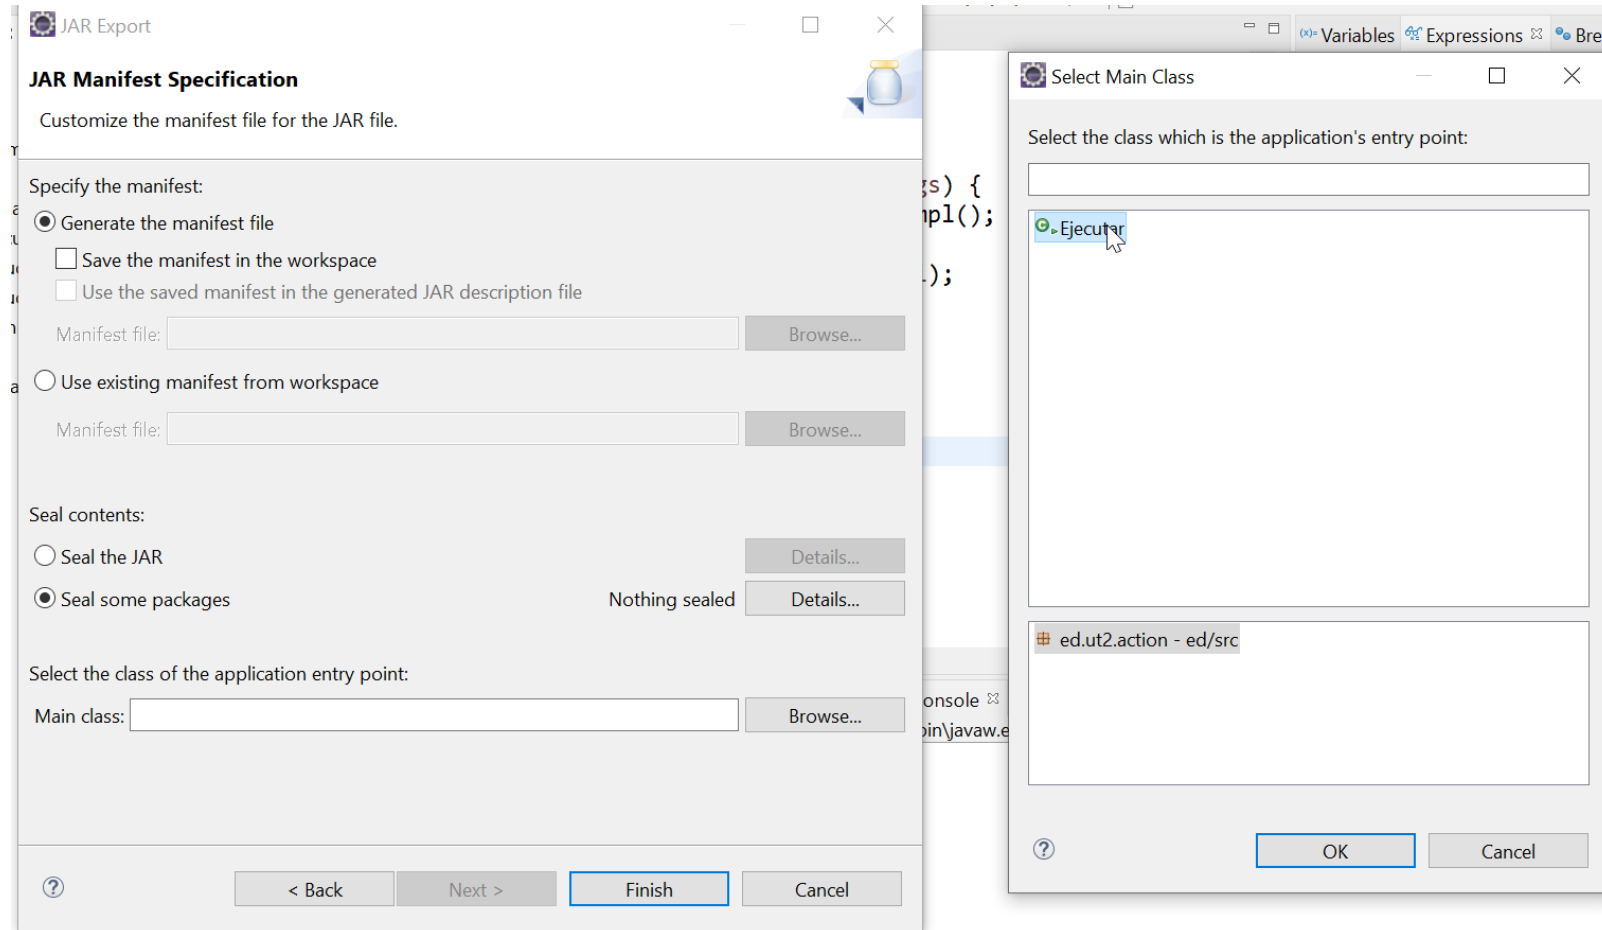 JAR Export
JAR Manifest Specification
Customize the manifest file for the JAR file.
Specify the manifest:
Generate the manifest file
Save the manifest in the workspace
Use the saved manifest in the generated JAR description file
Manifest file:
Browse...
Use existing manifest from workspace
Manifest file:
Browse...
Seal contents:
Seal the JAR
Details...
Seal some packages
Nothing sealed
Details...
Select the class of the application entry point:
Main class:
Browse...
< Back
Next >
Finish
Cancel
(x)= Variables
Expressions
Bre
gs) {
mpl();
);
onsole
bin\javaw.e
Select Main Class
Select the class which is the application's entry point:
Ejecutar
ed.ut2.action - ed/src
OK
Cancel